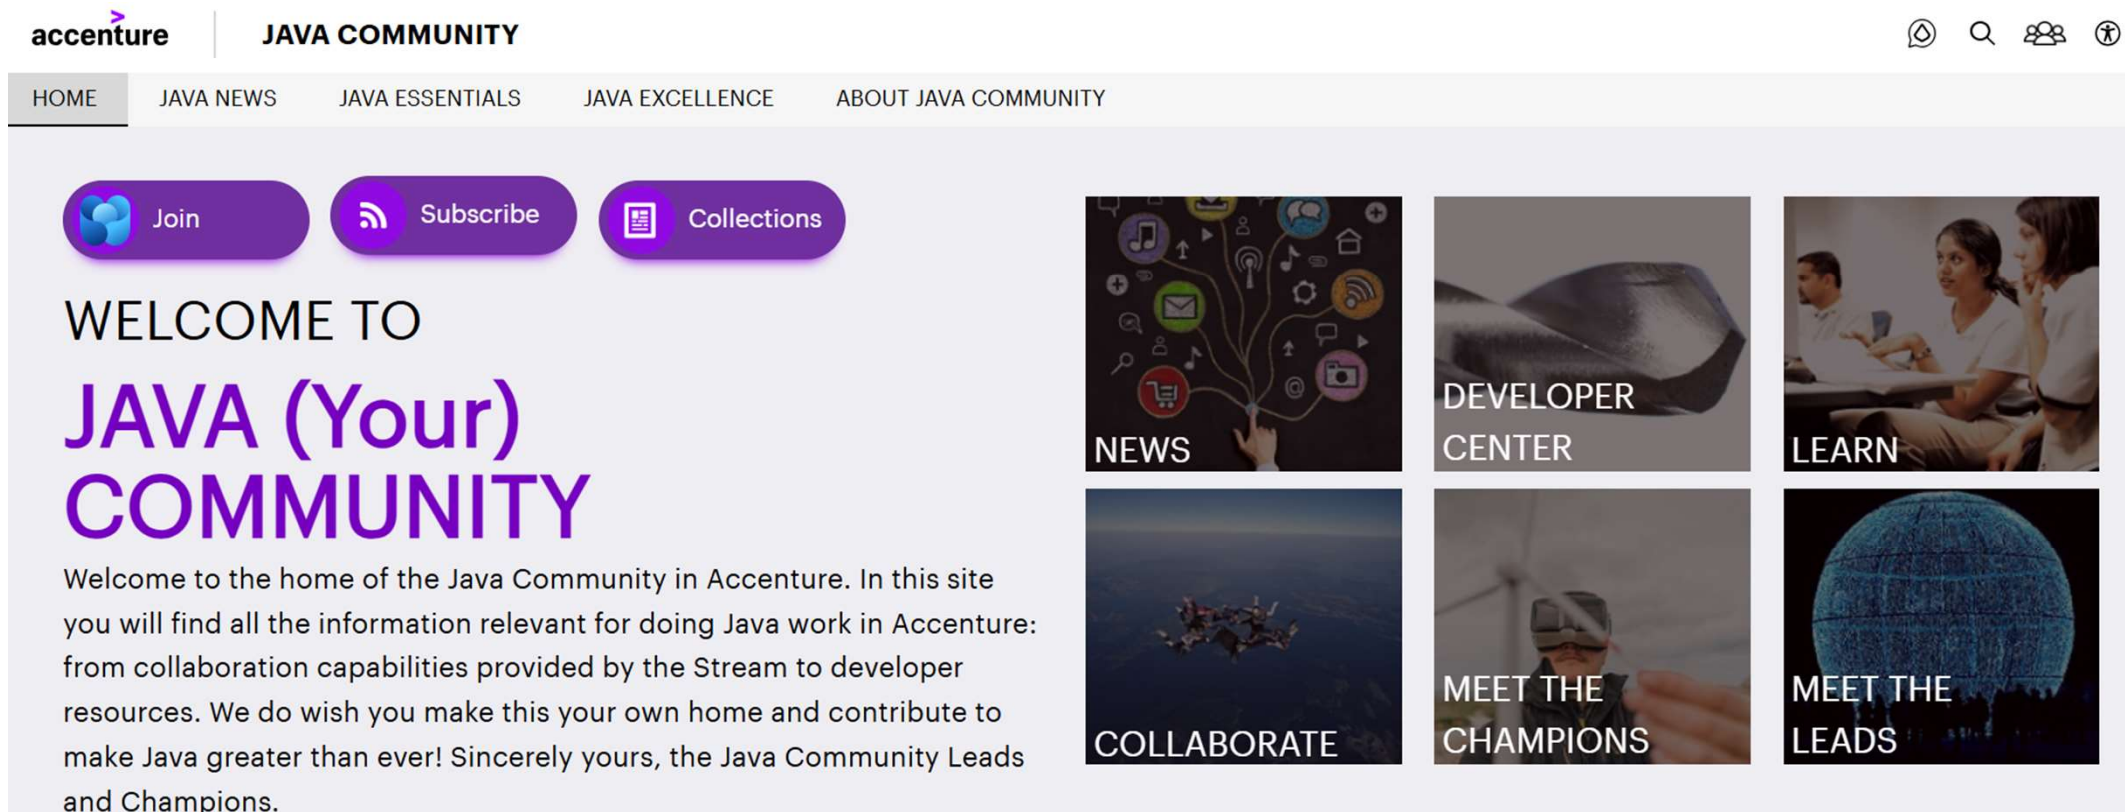 accenture
JAVA COMMUNITY
HOME
JAVA NEWS
JAVA ESSENTIALS
JAVA EXCELLENCE
ABOUT JAVA COMMUNITY
Join
Subscribe
Collections
WELCOME TO
JAVA (Your)
COMMUNITY
Welcome to the home of the Java Community in Accenture. In this site
you will find all the information relevant for doing Java work in Accenture:
from collaboration capabilities provided by the Stream to developer
resources. We do wish you make this your own home and contribute to
make Java greater than ever! Sincerely yours, the Java Community Leads
and Champions.
NEWS
DEVELOPER
CENTER
LEARN
COLLABORATE
MEET THE
CHAMPIONS
MEET THE
LEADS